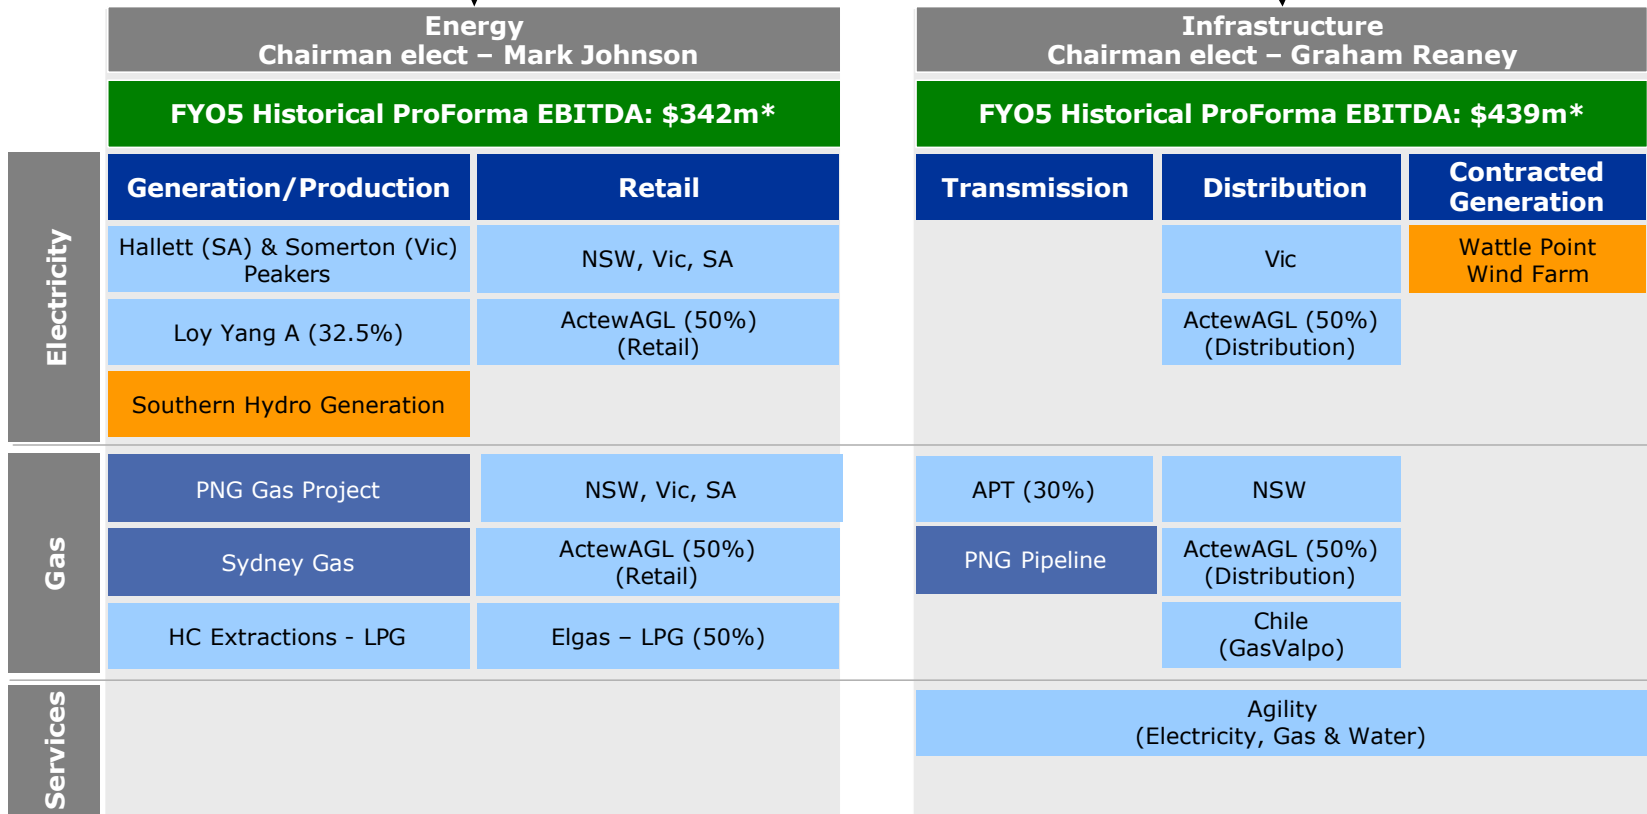 Energy
Chairman elect – Mark Johnson
Infrastructure
Chairman elect – Graham Reaney
FYO5 Historical ProForma EBITDA: $342m*
FYO5 Historical ProForma EBITDA: $439m*
Generation/Production
Retail
Transmission
Distribution
Contracted
Generation
Electricity
Hallett (SA) & Somerton (Vic)
Peakers
NSW, Vic, SA
Vic
Wattle Point
Wind Farm
Loy Yang A (32.5%)
ActewAGL (50%)
(Retail)
ActewAGL (50%)
(Distribution)
Southern Hydro Generation
Gas
PNG Gas Project
NSW, Vic, SA
APT (30%)
NSW
Sydney Gas
ActewAGL (50%)
(Retail)
PNG Pipeline
ActewAGL (50%)
(Distribution)
HC Extractions - LPG
Elgas – LPG (50%)
Chile
(GasValpo)
Services
Agility
(Electricity, Gas & Water)